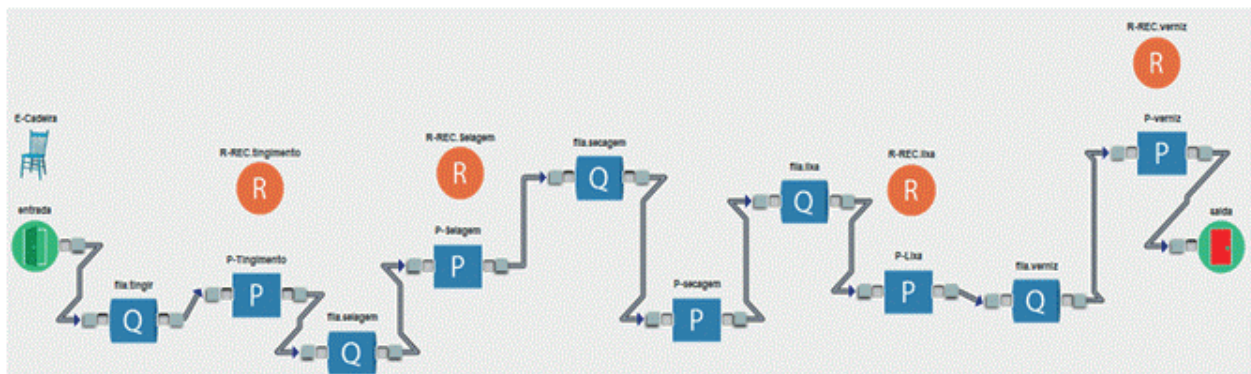 E-Cadeira
entrada
fila.tingir
Q
R-REC.tingimento
R
P-Tingimento
P
fila.selagem
Q
R-REC.Selagem
R
P-Selagem
P
fila.secagem
Q
P-secagem
P
fila.lixa
Q
R-REC.lixa
R
P-Lixa
P
fila.verniz
Q
R-REC.verniz
R
P-verniz
P
saida